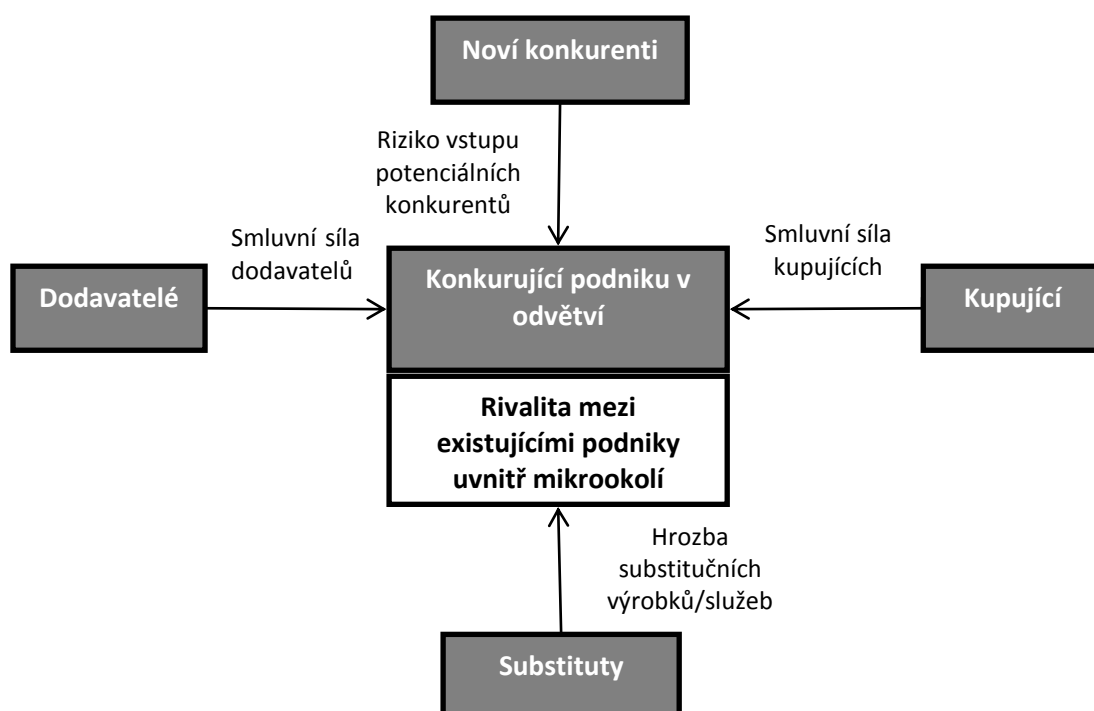 Noví konkurenti
Riziko vstupu
potenciálních
konkurentů
Smluvní síla
dodavatelů
Smluvní síla
kupujících
Dodavatelé
Konkurující podniku v
odvětví
Kupující
Rivalita mezi
existujícími podniky
uvnitř mikrookolí
Hrozba
substitučních
výrobků/služeb
Substituty